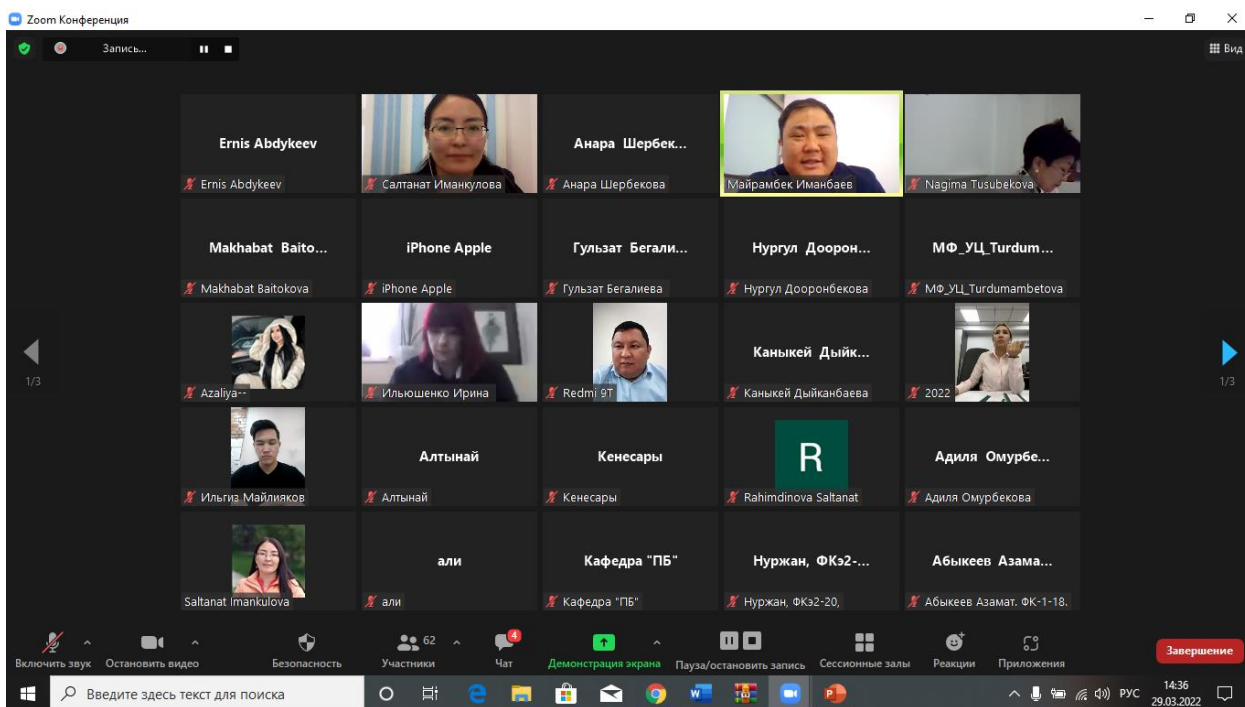 Zoom Конференция
Запись...
Вид
Ernis Abdykeev
Анара Шербек...
Ernis Abdykeev
Салтанат Иманкулова
Анара Шербекова
Майрамбек Иманбаев
Nagima Tusubekova
Makhabat Baito...
iPhone Apple
Гульзат Бегали...
Нургул Доорон...
МФ_УЦ_Turdum...
Makhabat Baitokova
iPhone Apple
Гульзат Бегалиева
Нургул Дооронбекова
МФ_УЦ_Turdumambetova
Каныкей Дыйк...
1/3
1/3
Azaliya--
Ильюшенко Ирина
Redmi 9T
Каныкей Дыйканбаева
2022
Алтынай
Кенесары
R
Адиля Омурбе...
Ильгиз Майлияков
Алтынай
Кенесары
Rahimdinova Saltanat
Адиля Омурбекова
али
Кафедра "ПБ"
Нуржан, ФКэ2-...
Абыкеев Азама...
Saltanat Imankulova
али
Кафедра "ПБ"
Нуржан, ФКэ2-20,
Абыкеев Азамат. ФК-1-18.
62
4
Включить звук
Остановить видео
Безопасность
Участники
Чат
Демонстрация экрана
Пауза/остановить запись
Сессионные залы
Реакции
Приложения
Завершение
Введите здесь текст для поиска
РУС
14:36
29.03.2022